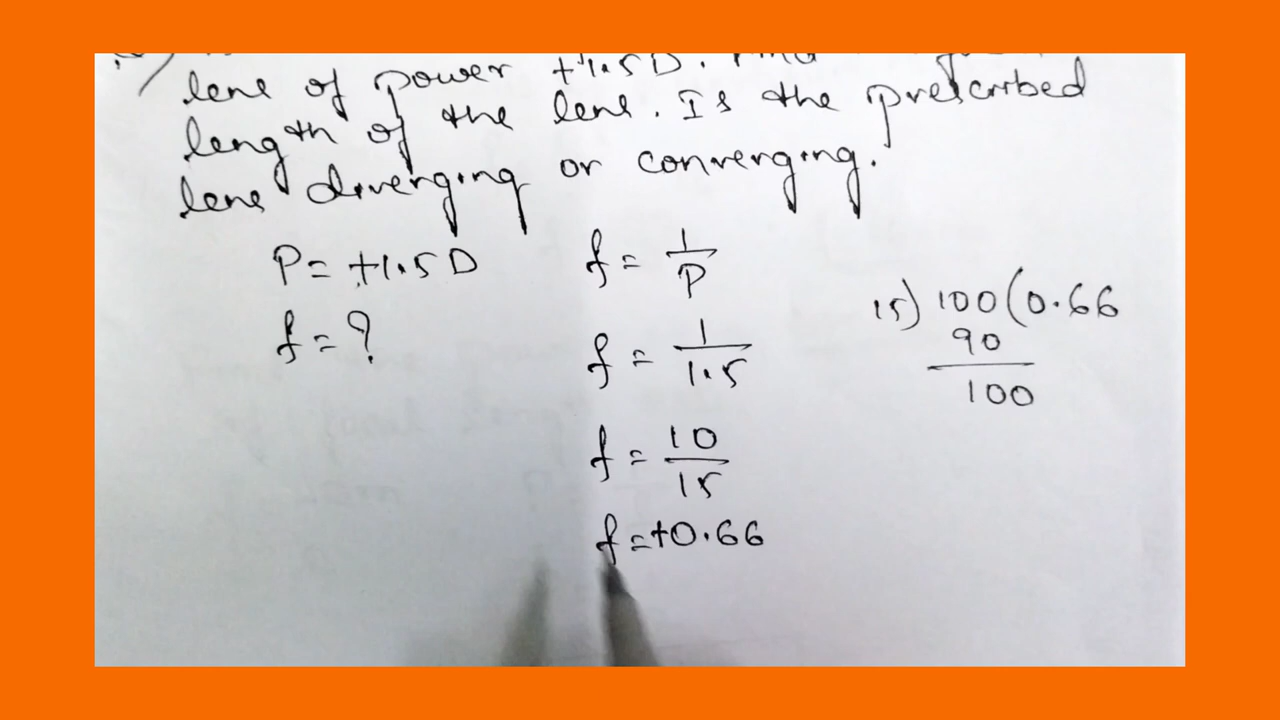 lens of power +1.5D.
length of the lens. Is the prescribed
lens diverging or converging.
P = +1.5D
f = ?
f = 1/P
f = 1/1.5
f = 10/15
f = +0.66
15) 100 (0.66
90
100